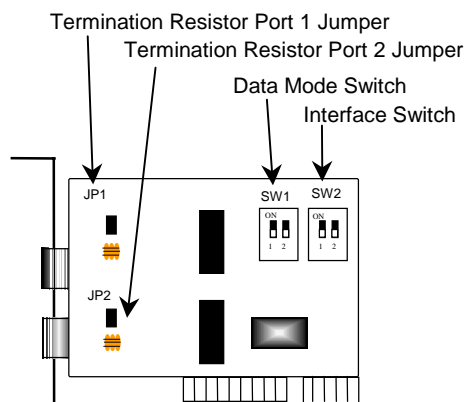 Termination Resistor Port 1 Jumper
Termination Resistor Port 2 Jumper
Data Mode Switch
Interface Switch
JP1
SW1
SW2
ON
1 2
ON
1 2
JP2